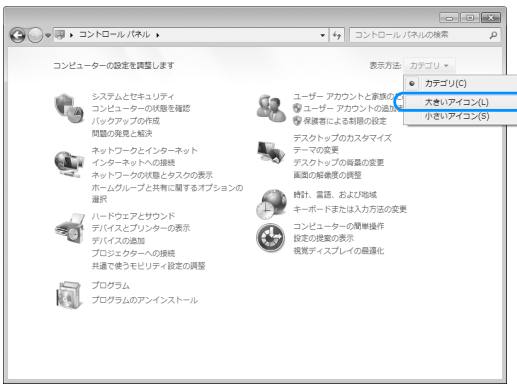 コントロール パネル
コントロール パネルの検索
コンピューターの設定を調整します
表示方法: カテゴリ
カテゴリ(C)
大きいアイコン(L)
小さいアイコン(S)
システムとセキュリティ
コンピューターの状態を確認
バックアップの作成
問題の発見と解決
ネットワークとインターネット
インターネットへの接続
ネットワークの状態とタスクの表示
ホームグループと共有に関するオプションの
選択
ハードウェアとサウンド
デバイスとプリンターの表示
デバイスの追加
プロジェクターへの接続
共通で使うモビリティ設定の調整
プログラム
プログラムのアンインストール
ユーザー アカウントと家族の
ユーザー アカウントの追加
保護者による制限の設定
デスクトップのカスタマイズ
テーマの変更
デスクトップの背景の変更
画面の解像度の調整
時計、言語、および地域
キーボードまたは入力方法の変更
コンピューターの簡単操作
設定の提案の表示
視覚ディスプレイの最適化